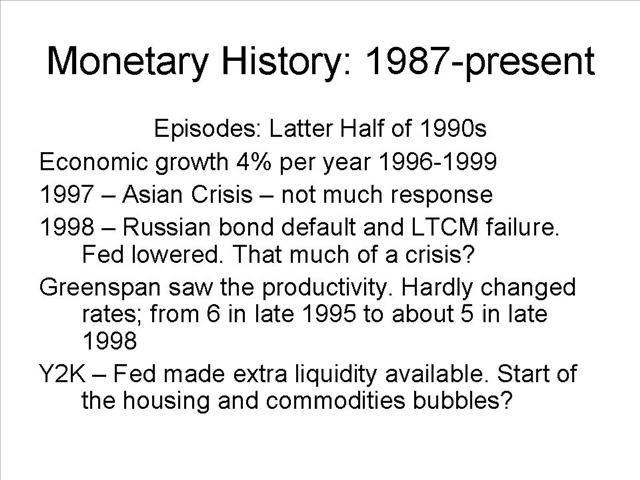 Monetary History: 1987-present
Episodes: Latter Half of 1990s
Economic growth 4% per year 1996-1999
1997 – Asian Crisis – not much response
1998 – Russian bond default and LTCM failure.
Fed lowered. That much of a crisis?
Greenspan saw the productivity. Hardly changed
rates; from 6 in late 1995 to about 5 in late
1998
Y2K – Fed made extra liquidity available. Start of
the housing and commodities bubbles?